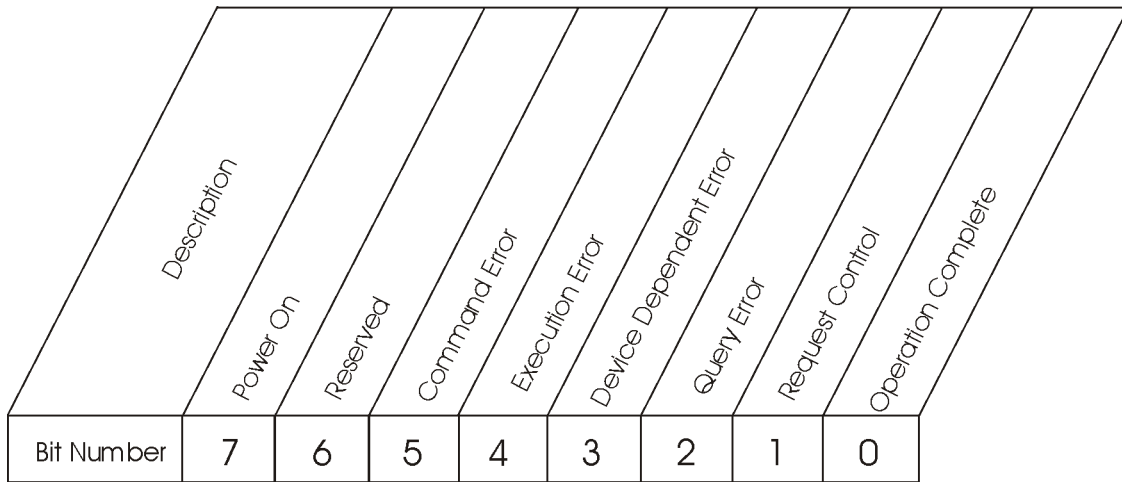 Description
Power On
Reserved
Command Error
Execution Error
Device Dependent Error
Query Error
Request Control
Operation Complete
Bit Number 7 6 5 4 3 2 1 0